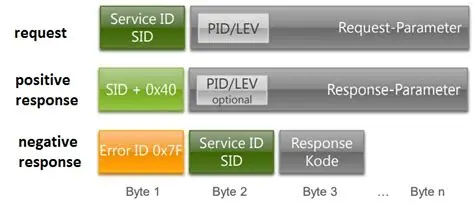 request
Service ID
SID
PID/LEV
Request-Parameter
positive
response
SID + 0x40
PID/LEV
optional
Response-Parameter
negative
response
Error ID 0x7F
Service ID
SID
Response
Kode
Byte 1 Byte 2 Byte 3 ... Byte n